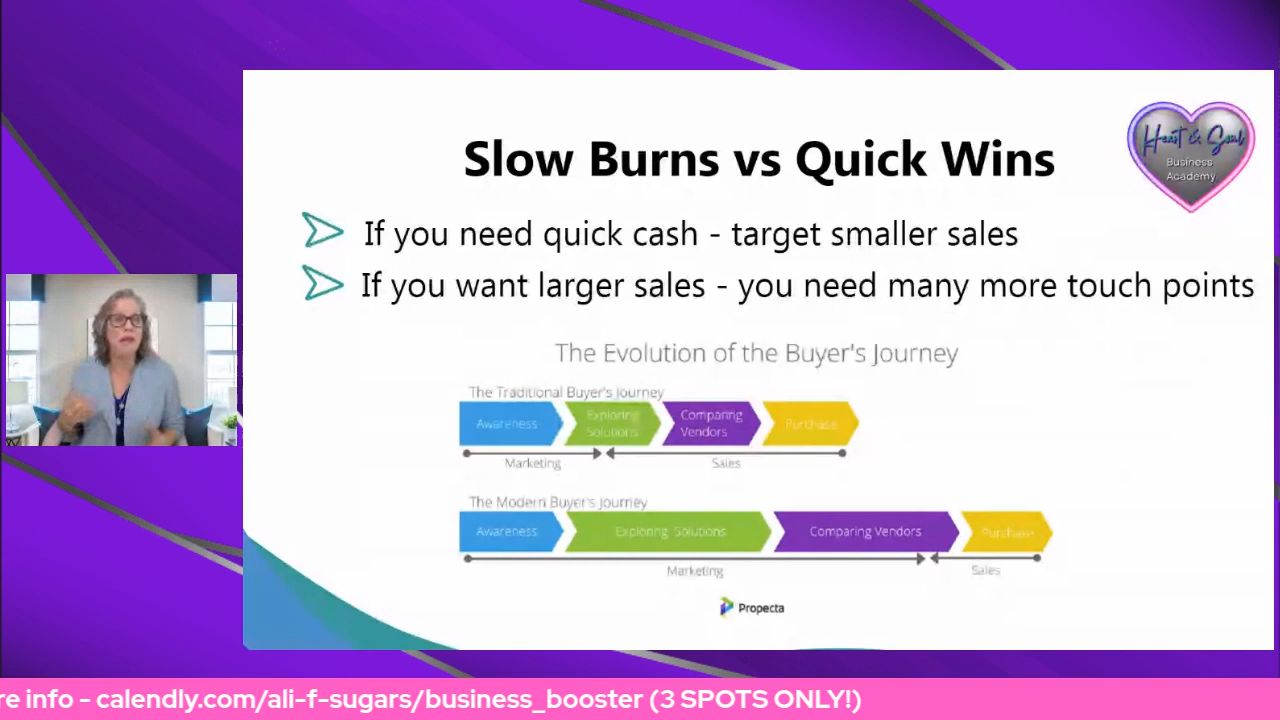 Slow Burns vs Quick Wins
Heart & Soul
Business
Academy
If you need quick cash - target smaller sales
If you want larger sales - you need many more touch points
The Evolution of the Buyer's Journey
The Traditional Buyer's Journey
Awareness
Exploring
Solutions
Comparing
Vendors
Purchase
Marketing
Sales
The Modern Buyer's Journey
Awareness
Exploring Solutions
Comparing Vendors
Purchase
Marketing
Sales
Propecta
re info - calendly.com/ali-f-sugars/business_booster (3 SPOTS ONLY!)